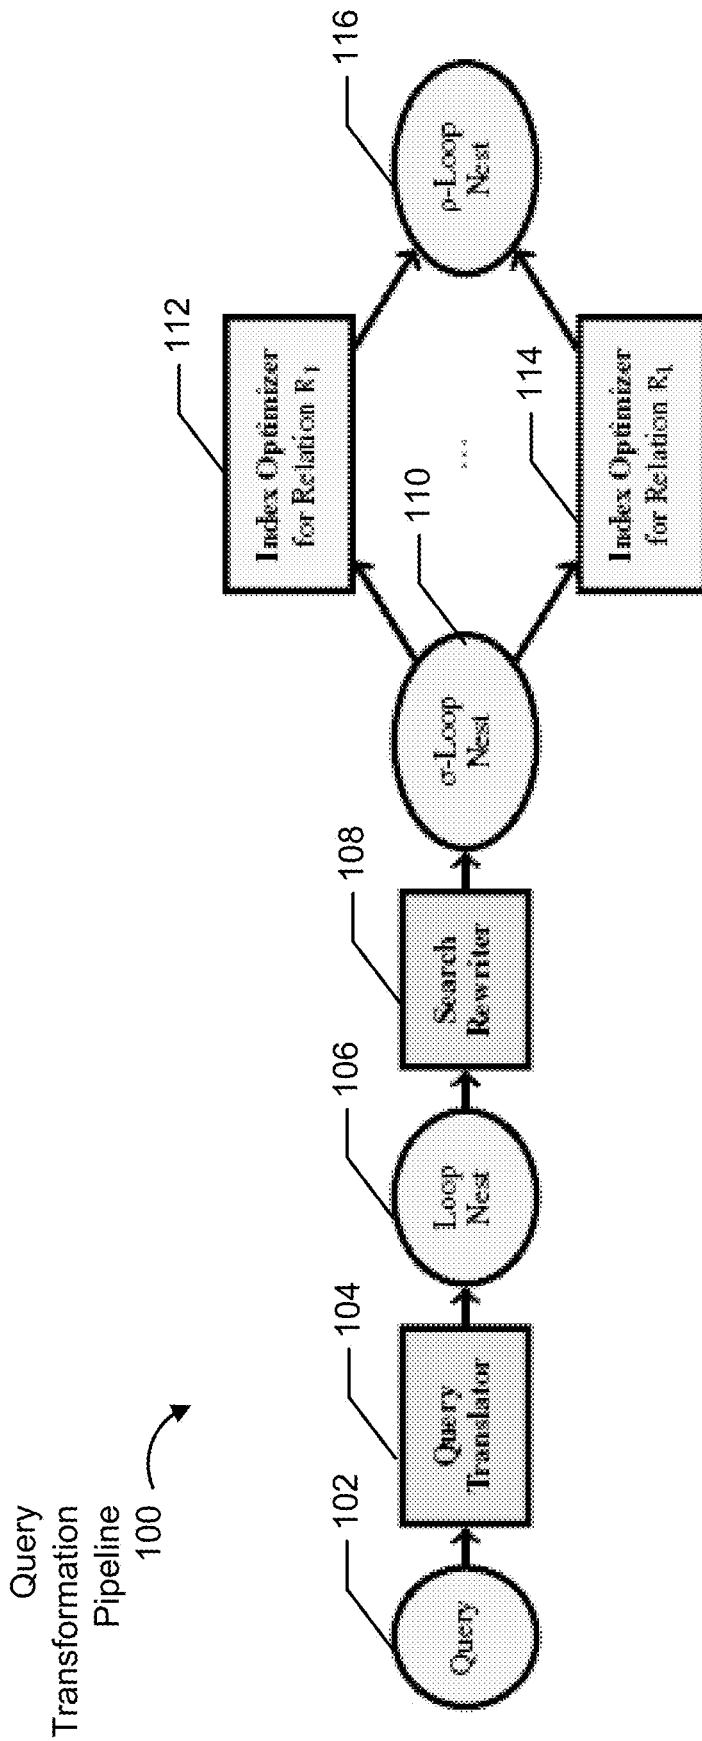 Query
Transformation
Pipeline
100
102
Query
104
Query
Translator
106
Loop
Nest
108
Search
Rewriter
110
σ-Loop
Nest
112
Index Optimizer
for Relation R1
...
114
Index Optimizer
for Relation
116
ρ-Loop
Nest